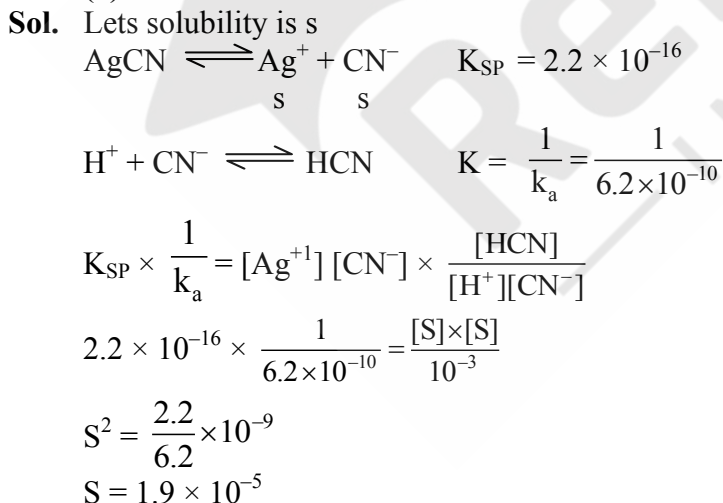 Sol. Lets solubility is s
AgCN ⇌ Ag⁺ + CN⁻ K_SP = 2.2 × 10⁻¹⁶
s s
H⁺ + CN⁻ ⇌ HCN K = 1/k_a = 1/(6.2×10⁻¹⁰)
K_SP × 1/k_a = [Ag⁺¹] [CN⁻] × [HCN]/([H⁺][CN⁻])
2.2 × 10⁻¹⁶ × 1/(6.2×10⁻¹⁰) = ([S]×[S])/10⁻³
S² = 2.2/6.2 ×10⁻⁹
S = 1.9 × 10⁻⁵